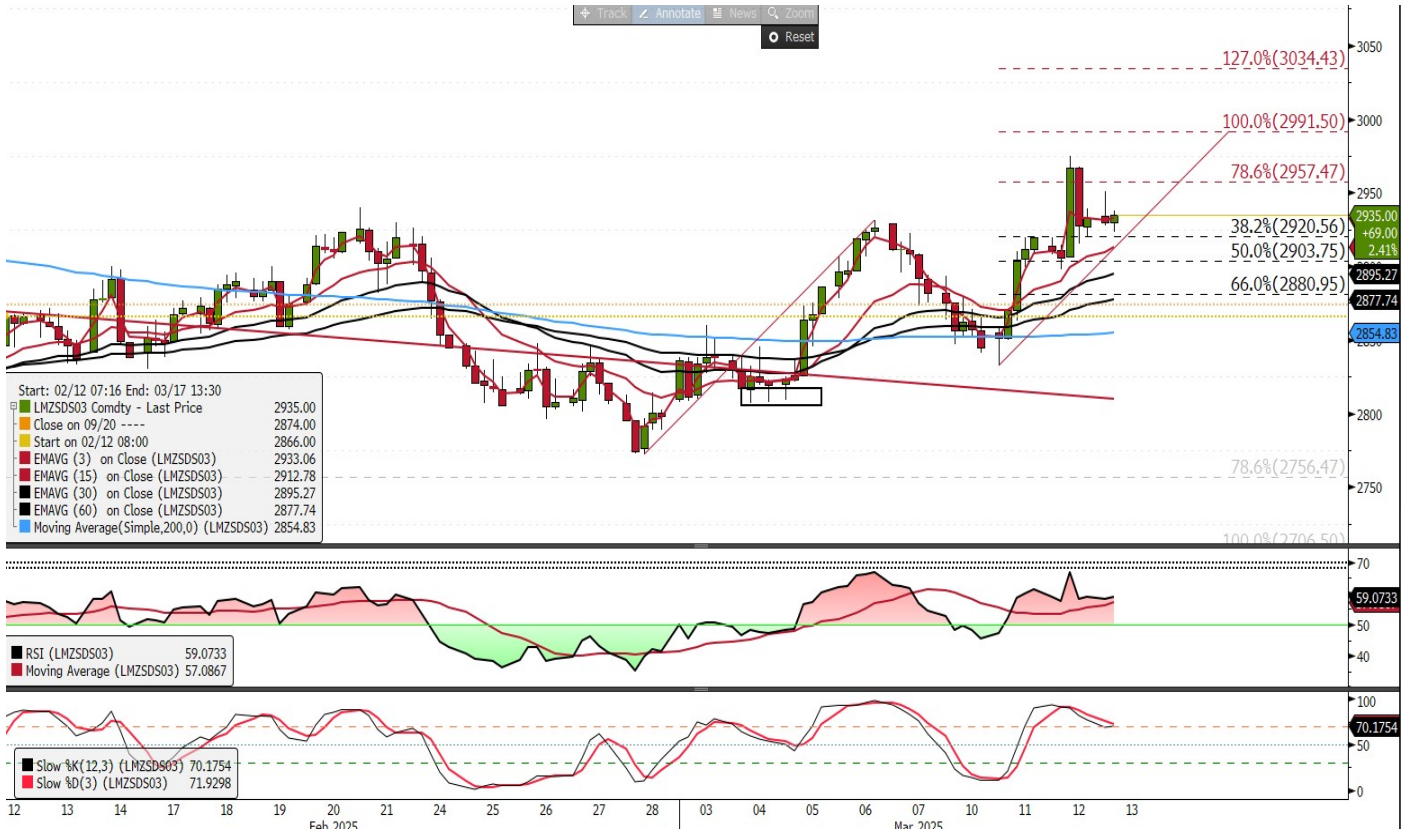 Track Annotate News Zoom
Reset
3050
127.0%(3034.43)
100.0%(2991.50)
3000
78.6%(2957.47)
2950
2935.00
+69.00
2.41%
38.2%(2920.56)
50.0%(2903.75)
66.0%(2880.95)
2895.27
2877.74
2854.83
2800
78.6%(2756.47)
2750
100.0%(2706.50)
Start: 02/12 07:16 End: 03/17 13:30
LMZSDS03 Comdty - Last Price 2935.00
Close on 09/20 ---- 2874.00
Start on 02/12 08:00 2866.00
EMAVG (3) on Close (LMZSDS03) 2933.06
EMAVG (15) on Close (LMZSDS03) 2912.78
EMAVG (30) on Close (LMZSDS03) 2895.27
EMAVG (60) on Close (LMZSDS03) 2877.74
Moving Average(Simple,200,0) (LMZSDS03) 2854.83
70
59.0733
50
40
RSI (LMZSDS03) 59.0733
Moving Average (LMZSDS03) 57.0867
100
70.1754
50
0
Slow %K(12,3) (LMZSDS03) 70.1754
Slow %D(3) (LMZSDS03) 71.9298
12 13 14 17 18 19 20 21 24 25 26 27 28 03 04 05 06 07 10 11 12 13
Feb 2025 Mar 2025